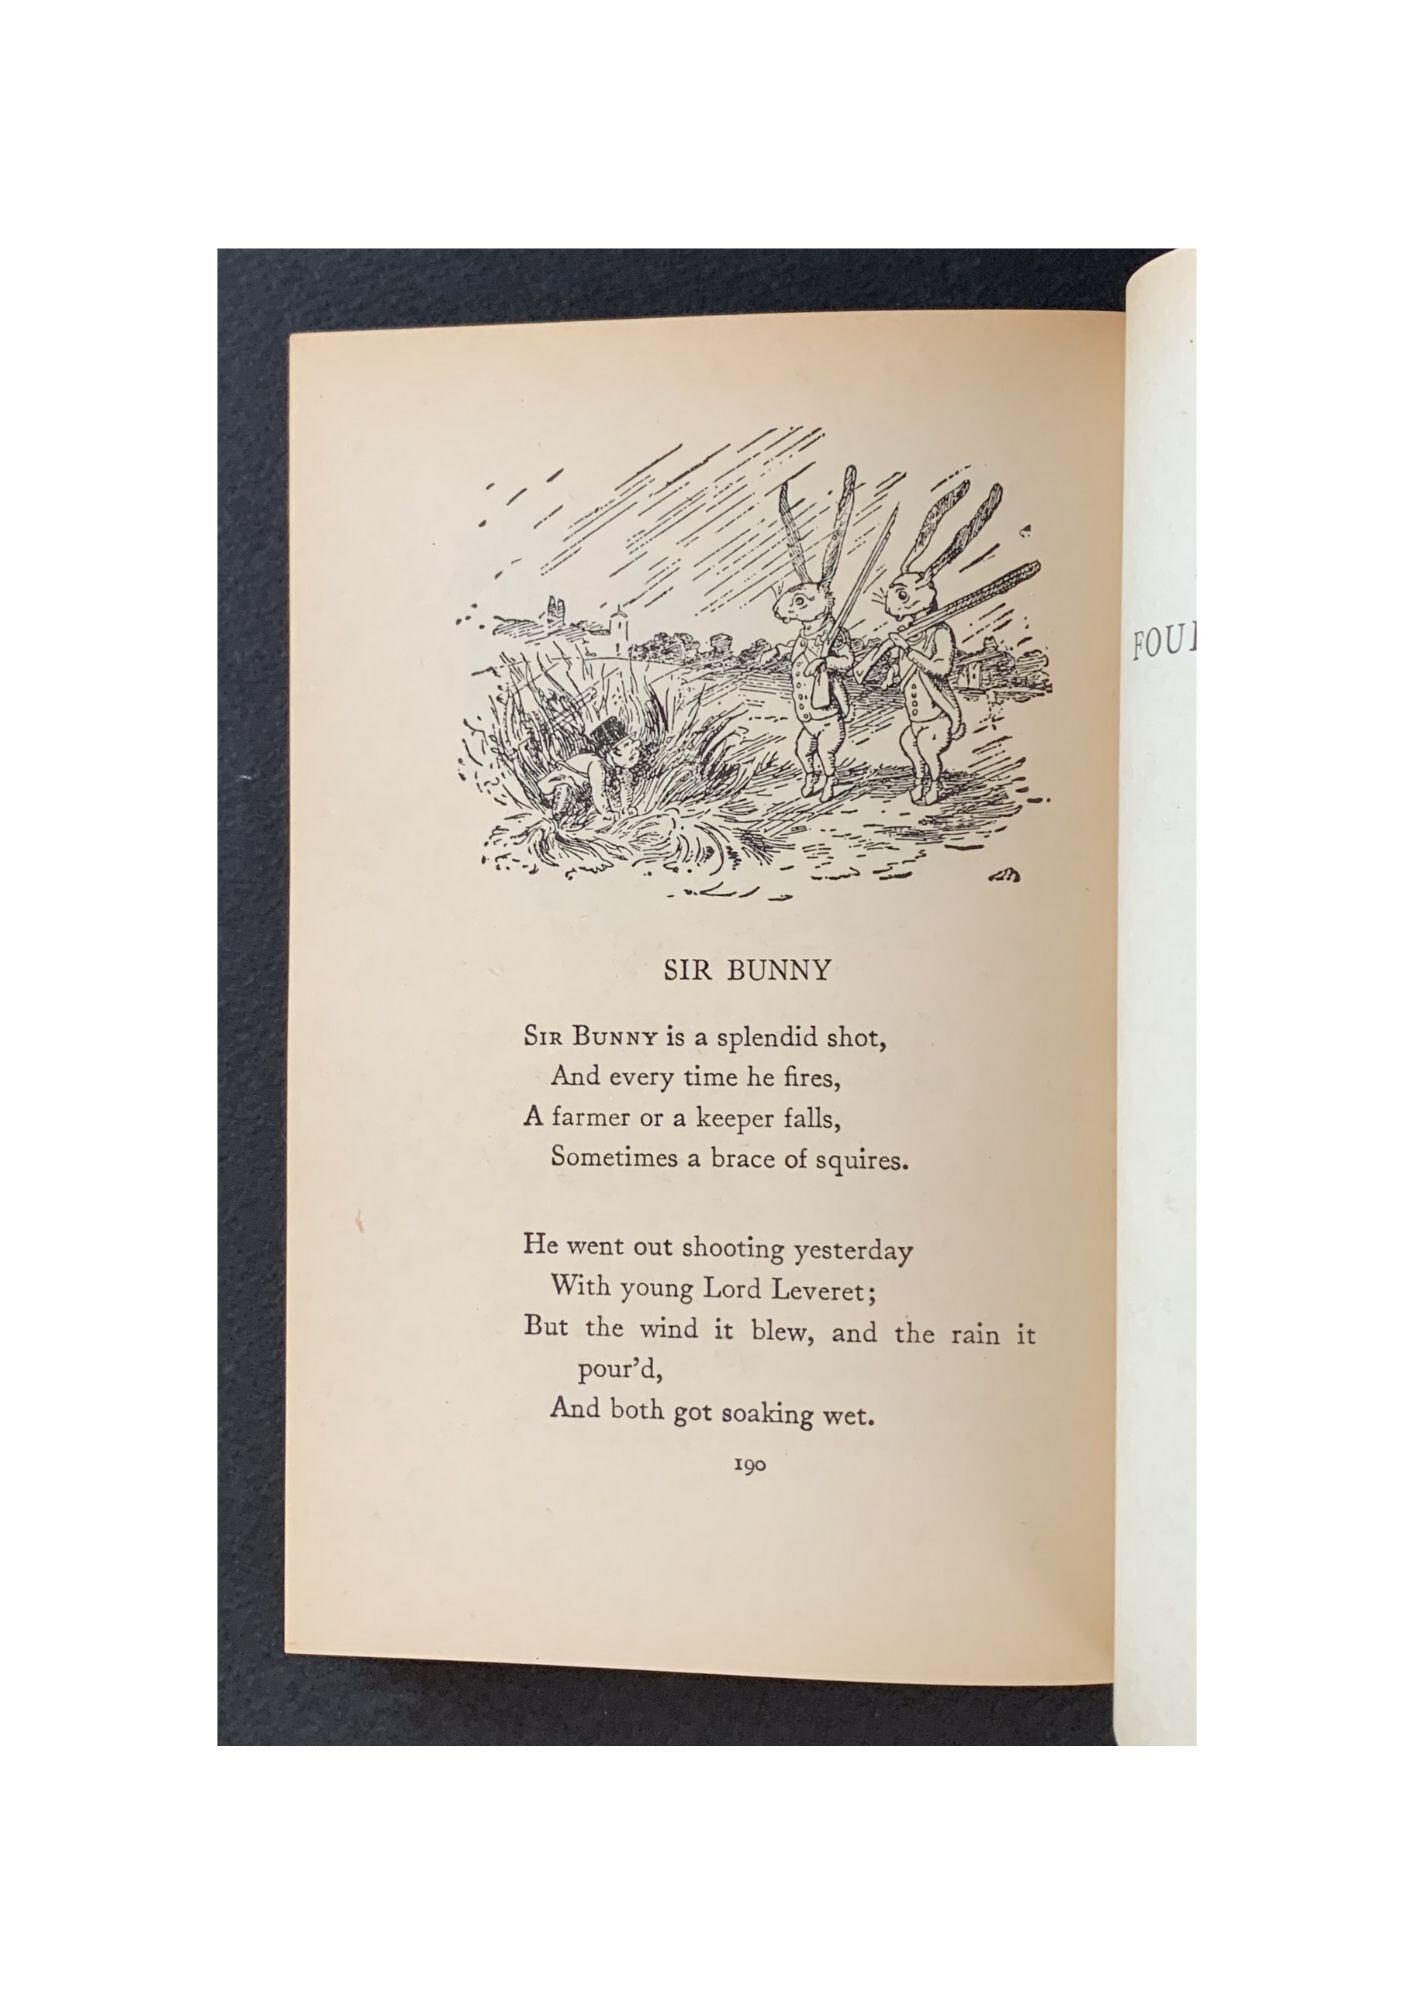 SIR BUNNY
SIR BUNNY is a splendid shot,
And every time he fires,
A farmer or a keeper falls,
Sometimes a brace of squires.
He went out shooting yesterday
With young Lord Leveret;
But the wind it blew, and the rain it
pour'd,
And both got soaking wet.
190